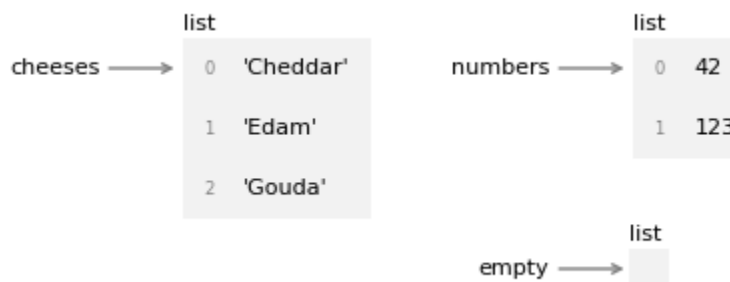 list
cheeses
0 'Cheddar'
1 'Edam'
2 'Gouda'
list
numbers
0 42
1 123
list
empty